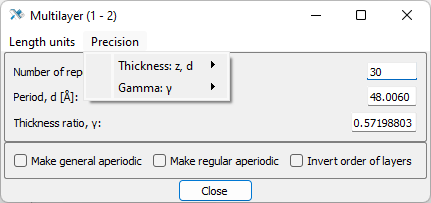 Multilayer (1 - 2)
Length units Precision
Thickness: z, d
Gamma: γ
Number of rep
30
Period, d [Å]:
48.0060
Thickness ratio, γ:
0.57198803
Make general aperiodic Make regular aperiodic Invert order of layers
Close